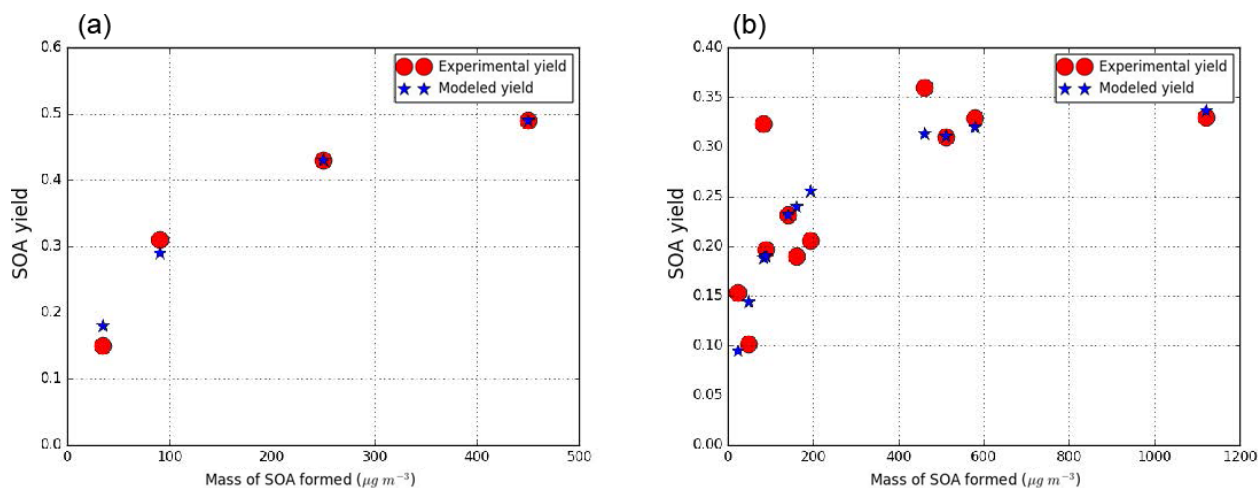 (a)
0.6
0.5
0.4
0.3
0.2
0.1
0.0
SOA yield
0 100 200 300 400 500
Mass of SOA formed (μg m⁻³)
Experimental yield
Modeled yield
(b)
0.40
0.35
0.30
0.25
0.20
0.15
0.10
0.05
0.00
SOA yield
0 200 400 600 800 1000 1200
Mass of SOA formed (μg m⁻³)
Experimental yield
Modeled yield